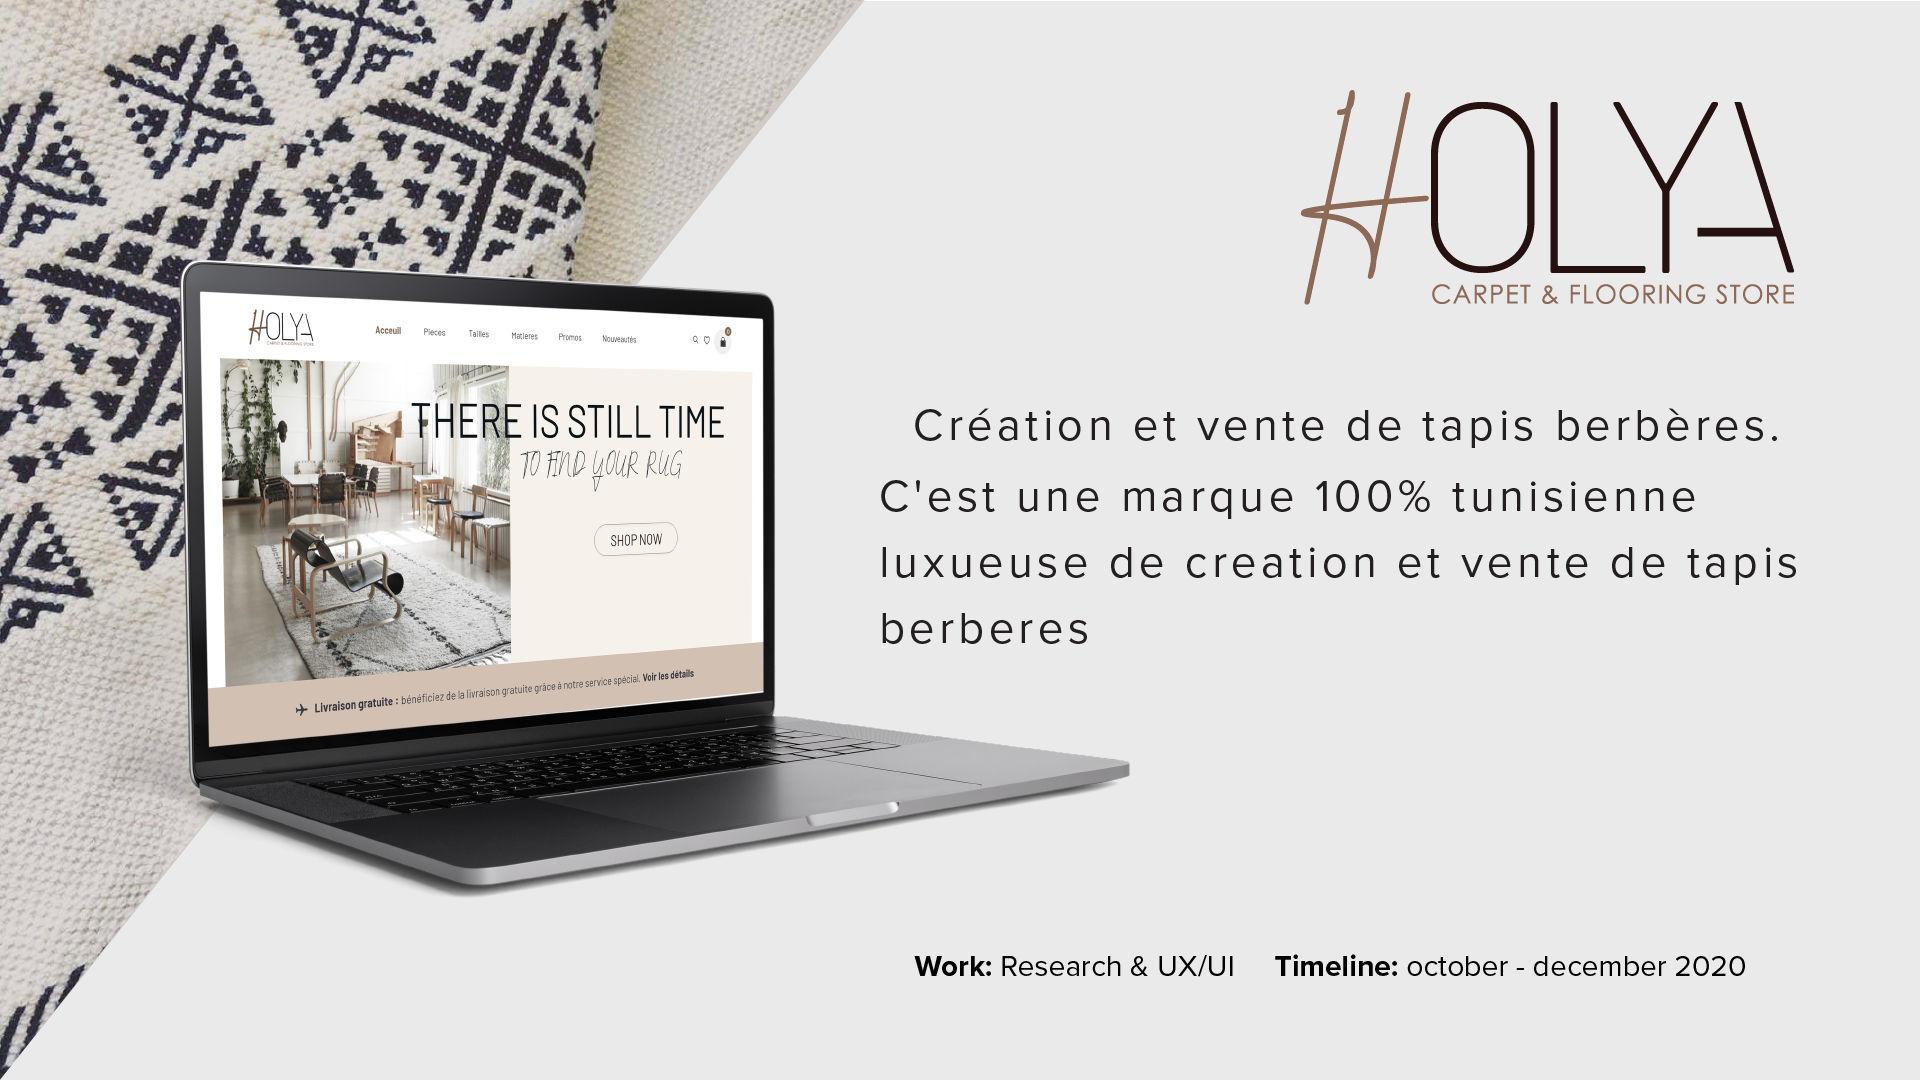 HOLYA
CARPET & FLOORING STORE
HOLYA
CARPET & FLOORING STORE
Acceuil Pieces Tailles Matieres Promos Nouveautés
THERE IS STILL TIME
TO FIND YOUR RUG
SHOP NOW
Livraison gratuite : bénéficiez de la livraison gratuite grâce à notre service spécial. Voir les détails
Création et vente de tapis berbères.
C'est une marque 100% tunisienne
luxueuse de creation et vente de tapis
berberes
Work: Research & UX/UI Timeline: october - december 2020